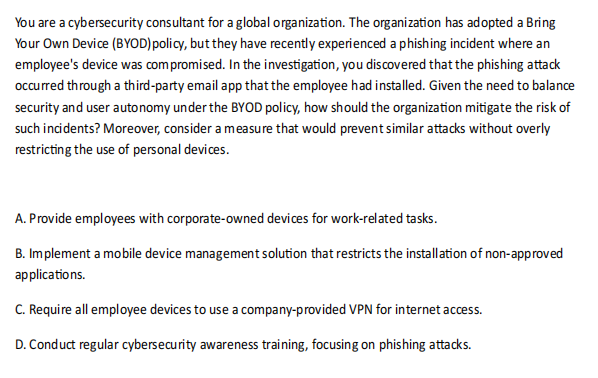 You are a cybersecurity consultant for a global organization. The organization has adopted a Bring
Your Own Device (BYOD)policy, but they have recently experienced a phishing incident where an
employee's device was compromised. In the investigation, you discovered that the phishing attack
occurred through a third-party email app that the employee had installed. Given the need to balance
security and user autonomy under the BYOD policy, how should the organization mitigate the risk of
such incidents? Moreover, consider a measure that would prevent similar attacks without overly
restricting the use of personal devices.
A. Provide employees with corporate-owned devices for work-related tasks.
B. Implement a mobile device management solution that restricts the installation of non-approved
applications.
C. Require all employee devices to use a company-provided VPN for internet access.
D. Conduct regular cybersecurity awareness training, focusing on phishing attacks.